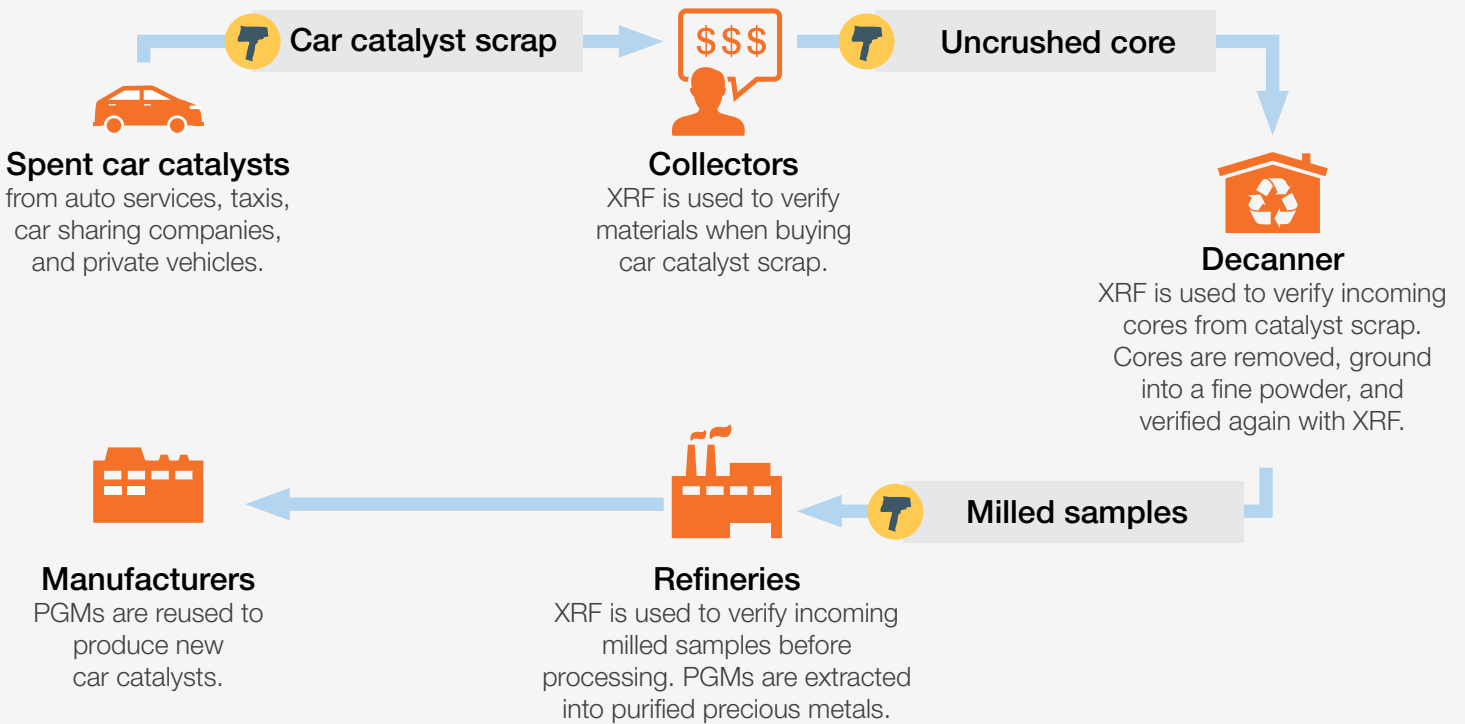 Car catalyst scrap
$$$
Uncrushed core
Spent car catalysts
from auto services, taxis,
car sharing companies,
and private vehicles.
Collectors
XRF is used to verify
materials when buying
car catalyst scrap.
Decanner
XRF is used to verify incoming
cores from catalyst scrap.
Cores are removed, ground
into a fine powder, and
verified again with XRF.
Milled samples
Refineries
XRF is used to verify incoming
milled samples before
processing. PGMs are extracted
into purified precious metals.
Manufacturers
PGMs are reused to
produce new
car catalysts.